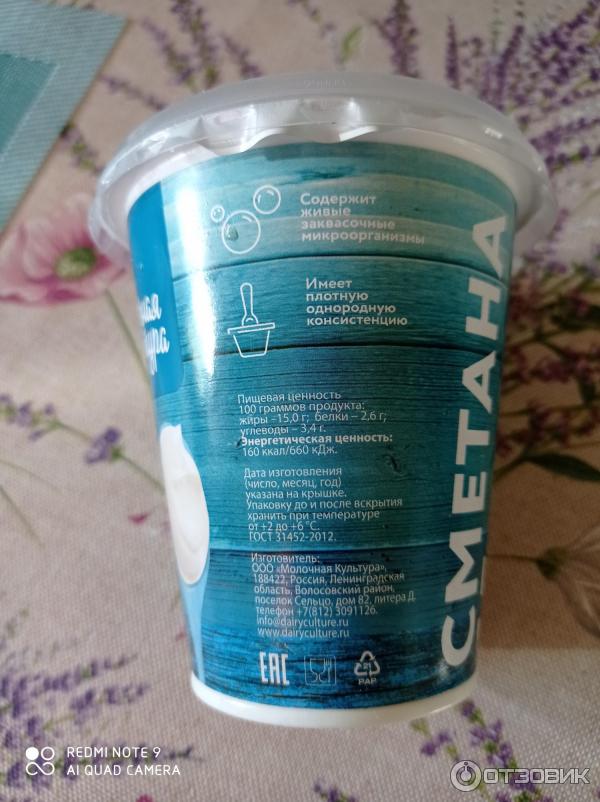 Содержит
живые
заквасочные
микроорганизмы
Имеет
плотную
однородную
консистенцию
Пищевая ценность
100 граммов продукта:
жиры –15,0 г; белки – 2,6 г;
углеводы – 3,4 г.
Энергетическая ценность:
160 ккал/660 кДж.
Дата изготовления
(число, месяц, год)
указана на крышке.
Упаковку до и после вскрытия
хранить при температуре
от +2 до +6 °С.
ГОСТ 31452-2012.
Изготовитель:
ООО «Молочная Культура»,
188422, Россия, Ленинградская
область, Волосовский район,
поселок Сельцо, дом 82, литера Д.
телефон +7(812) 3091126.
info@dairyculture.ru
www.dairyculture.ru
EAC
PAP
СМЕТАНА
REDMI NOTE 9
AI QUAD CAMERA
ОТЗОВИК